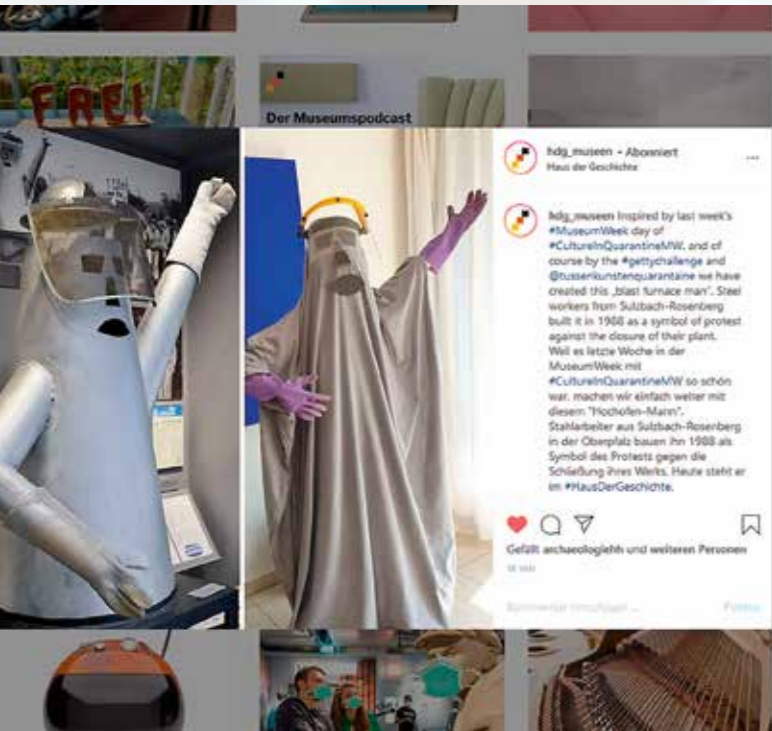 FREI
Der Museumspodcast
hdg_museen • Abonniert
Haus der Geschichte
hdg_museen Inspired by last week's
#MuseumWeek day of
#CultureInQuarantineMW, and of
course by the #gettychallenge and
@tussenkunstenquarantaine we have
created this „blast furnace man". Steel
workers from Sulzbach-Rosenberg
built it in 1988 as a symbol of protest
against the closure of their plant.
Weil es letzte Woche in der
MuseumWeek mit
#CultureInQuarantineMW so schön
war, machen wir einfach weiter mit
diesem "Hochofen-Mann".
Stahlarbeiter aus Sulzbach-Rosenberg
in der Oberpfalz bauen ihn 1988 als
Symbol des Protests gegen die
Schließung ihres Werks. Heute steht er
im #HausDerGeschichte.
Gefällt archaeologiehh und weiteren Personen
Kommentar hinzufügen ...
Posten